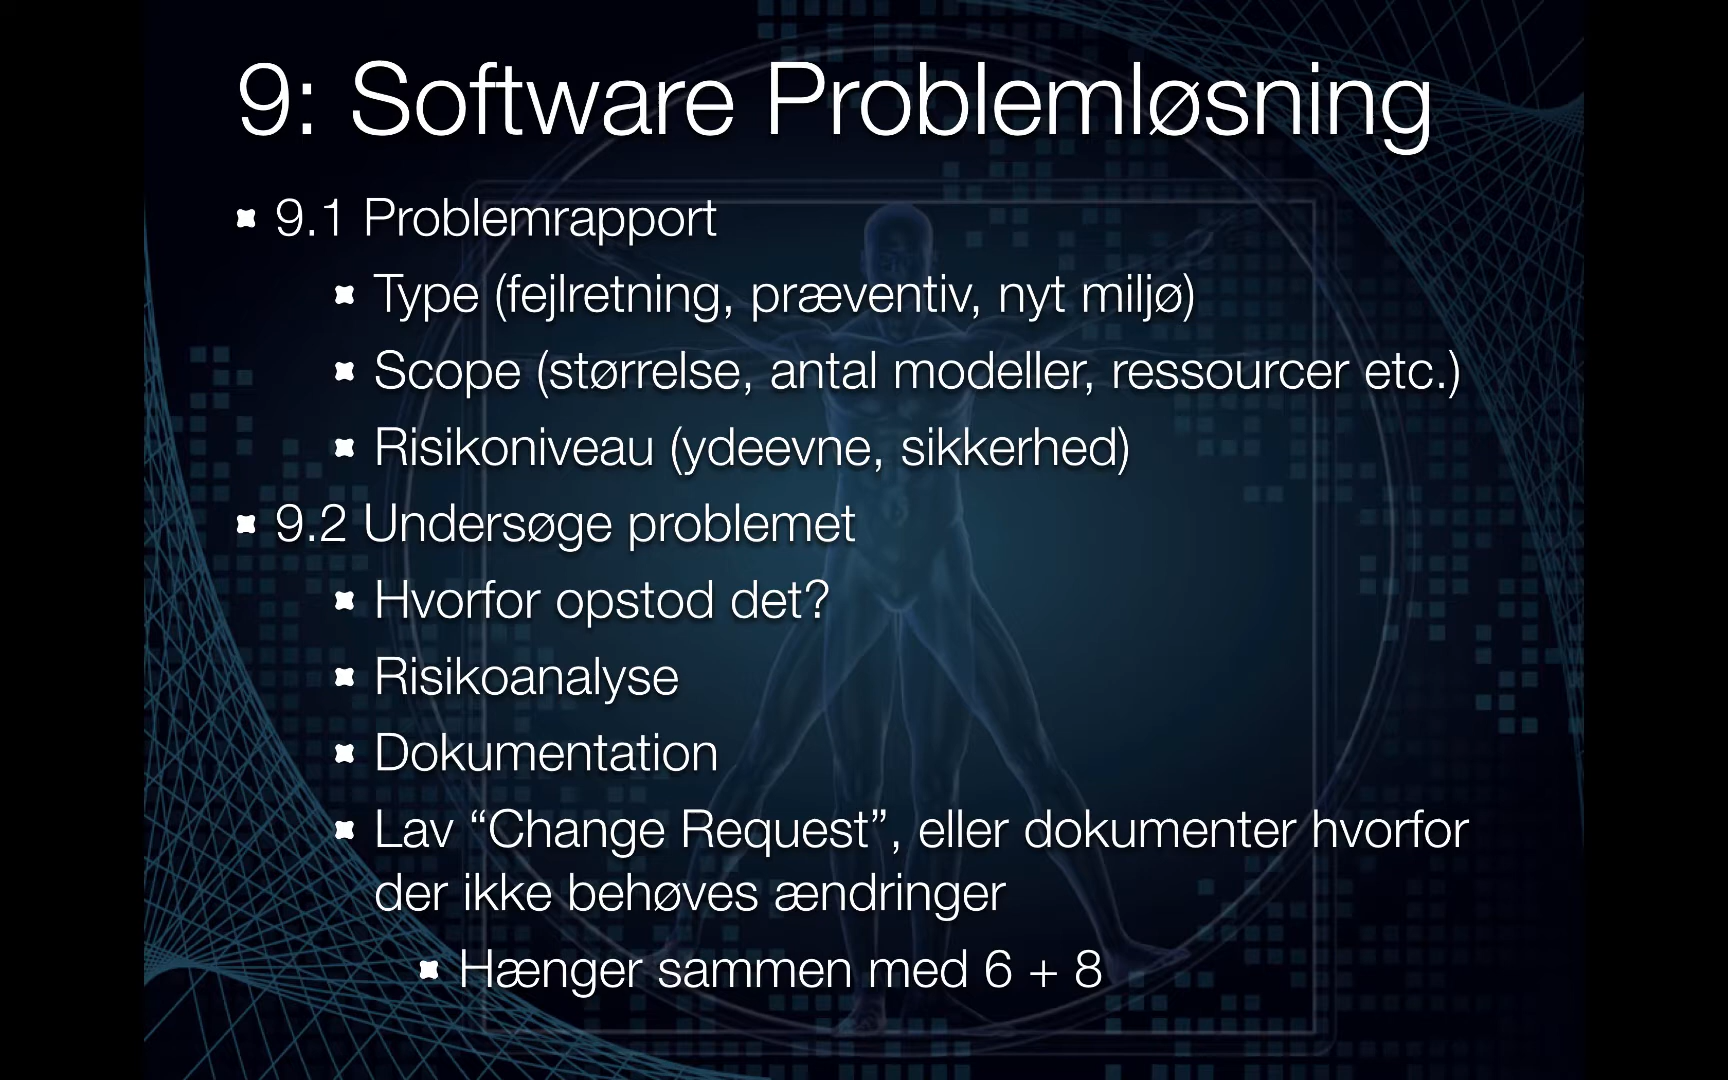 9: Software Problemløsning
9.1 Problemrapport
Type (fejlretning, præventiv, nyt miljø)
Scope (størrelse, antal modeller, ressourcer etc.)
Risikoniveau (ydeevne, sikkerhed)
9.2 Undersøge problemet
Hvorfor opstod det?
Risikoanalyse
Dokumentation
Lav “Change Request”, eller dokumenter hvorfor
der ikke behøves ændringer
Hænger sammen med 6 + 8